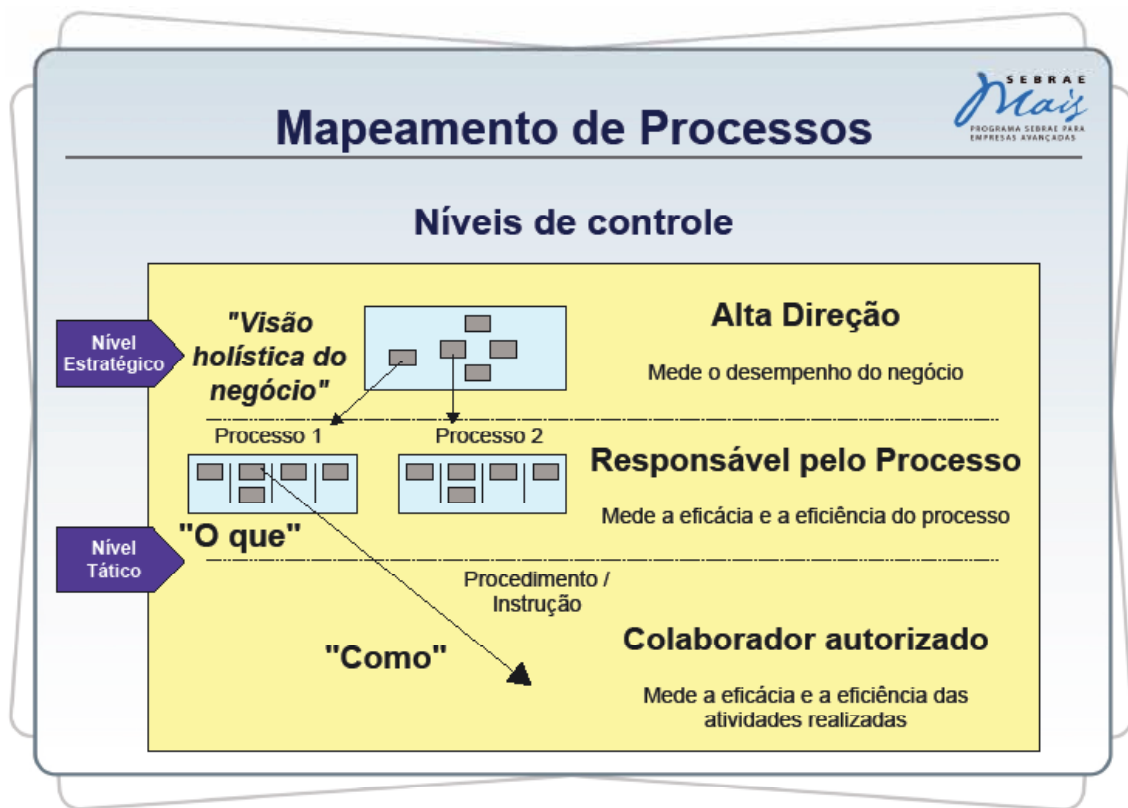 SEBRAE
Mais
PROGRAMA SEBRAE PARA
EMPRESAS AVANÇADAS
Mapeamento de Processos
Níveis de controle
Nível
Estratégico
"Visão
holística do
negócio"
Alta Direção
Mede o desempenho do negócio
Processo 1
Processo 2
Responsável pelo Processo
Mede a eficácia e a eficiência do processo
"O que"
Nível
Tático
Procedimento /
Instrução
"Como"
Colaborador autorizado
Mede a eficácia e a eficiência das
atividades realizadas